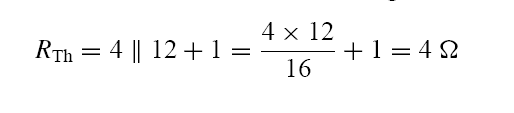 R_Th = 4 ∥ 12 + 1 = (4 × 12)/16 + 1 = 4 Ω